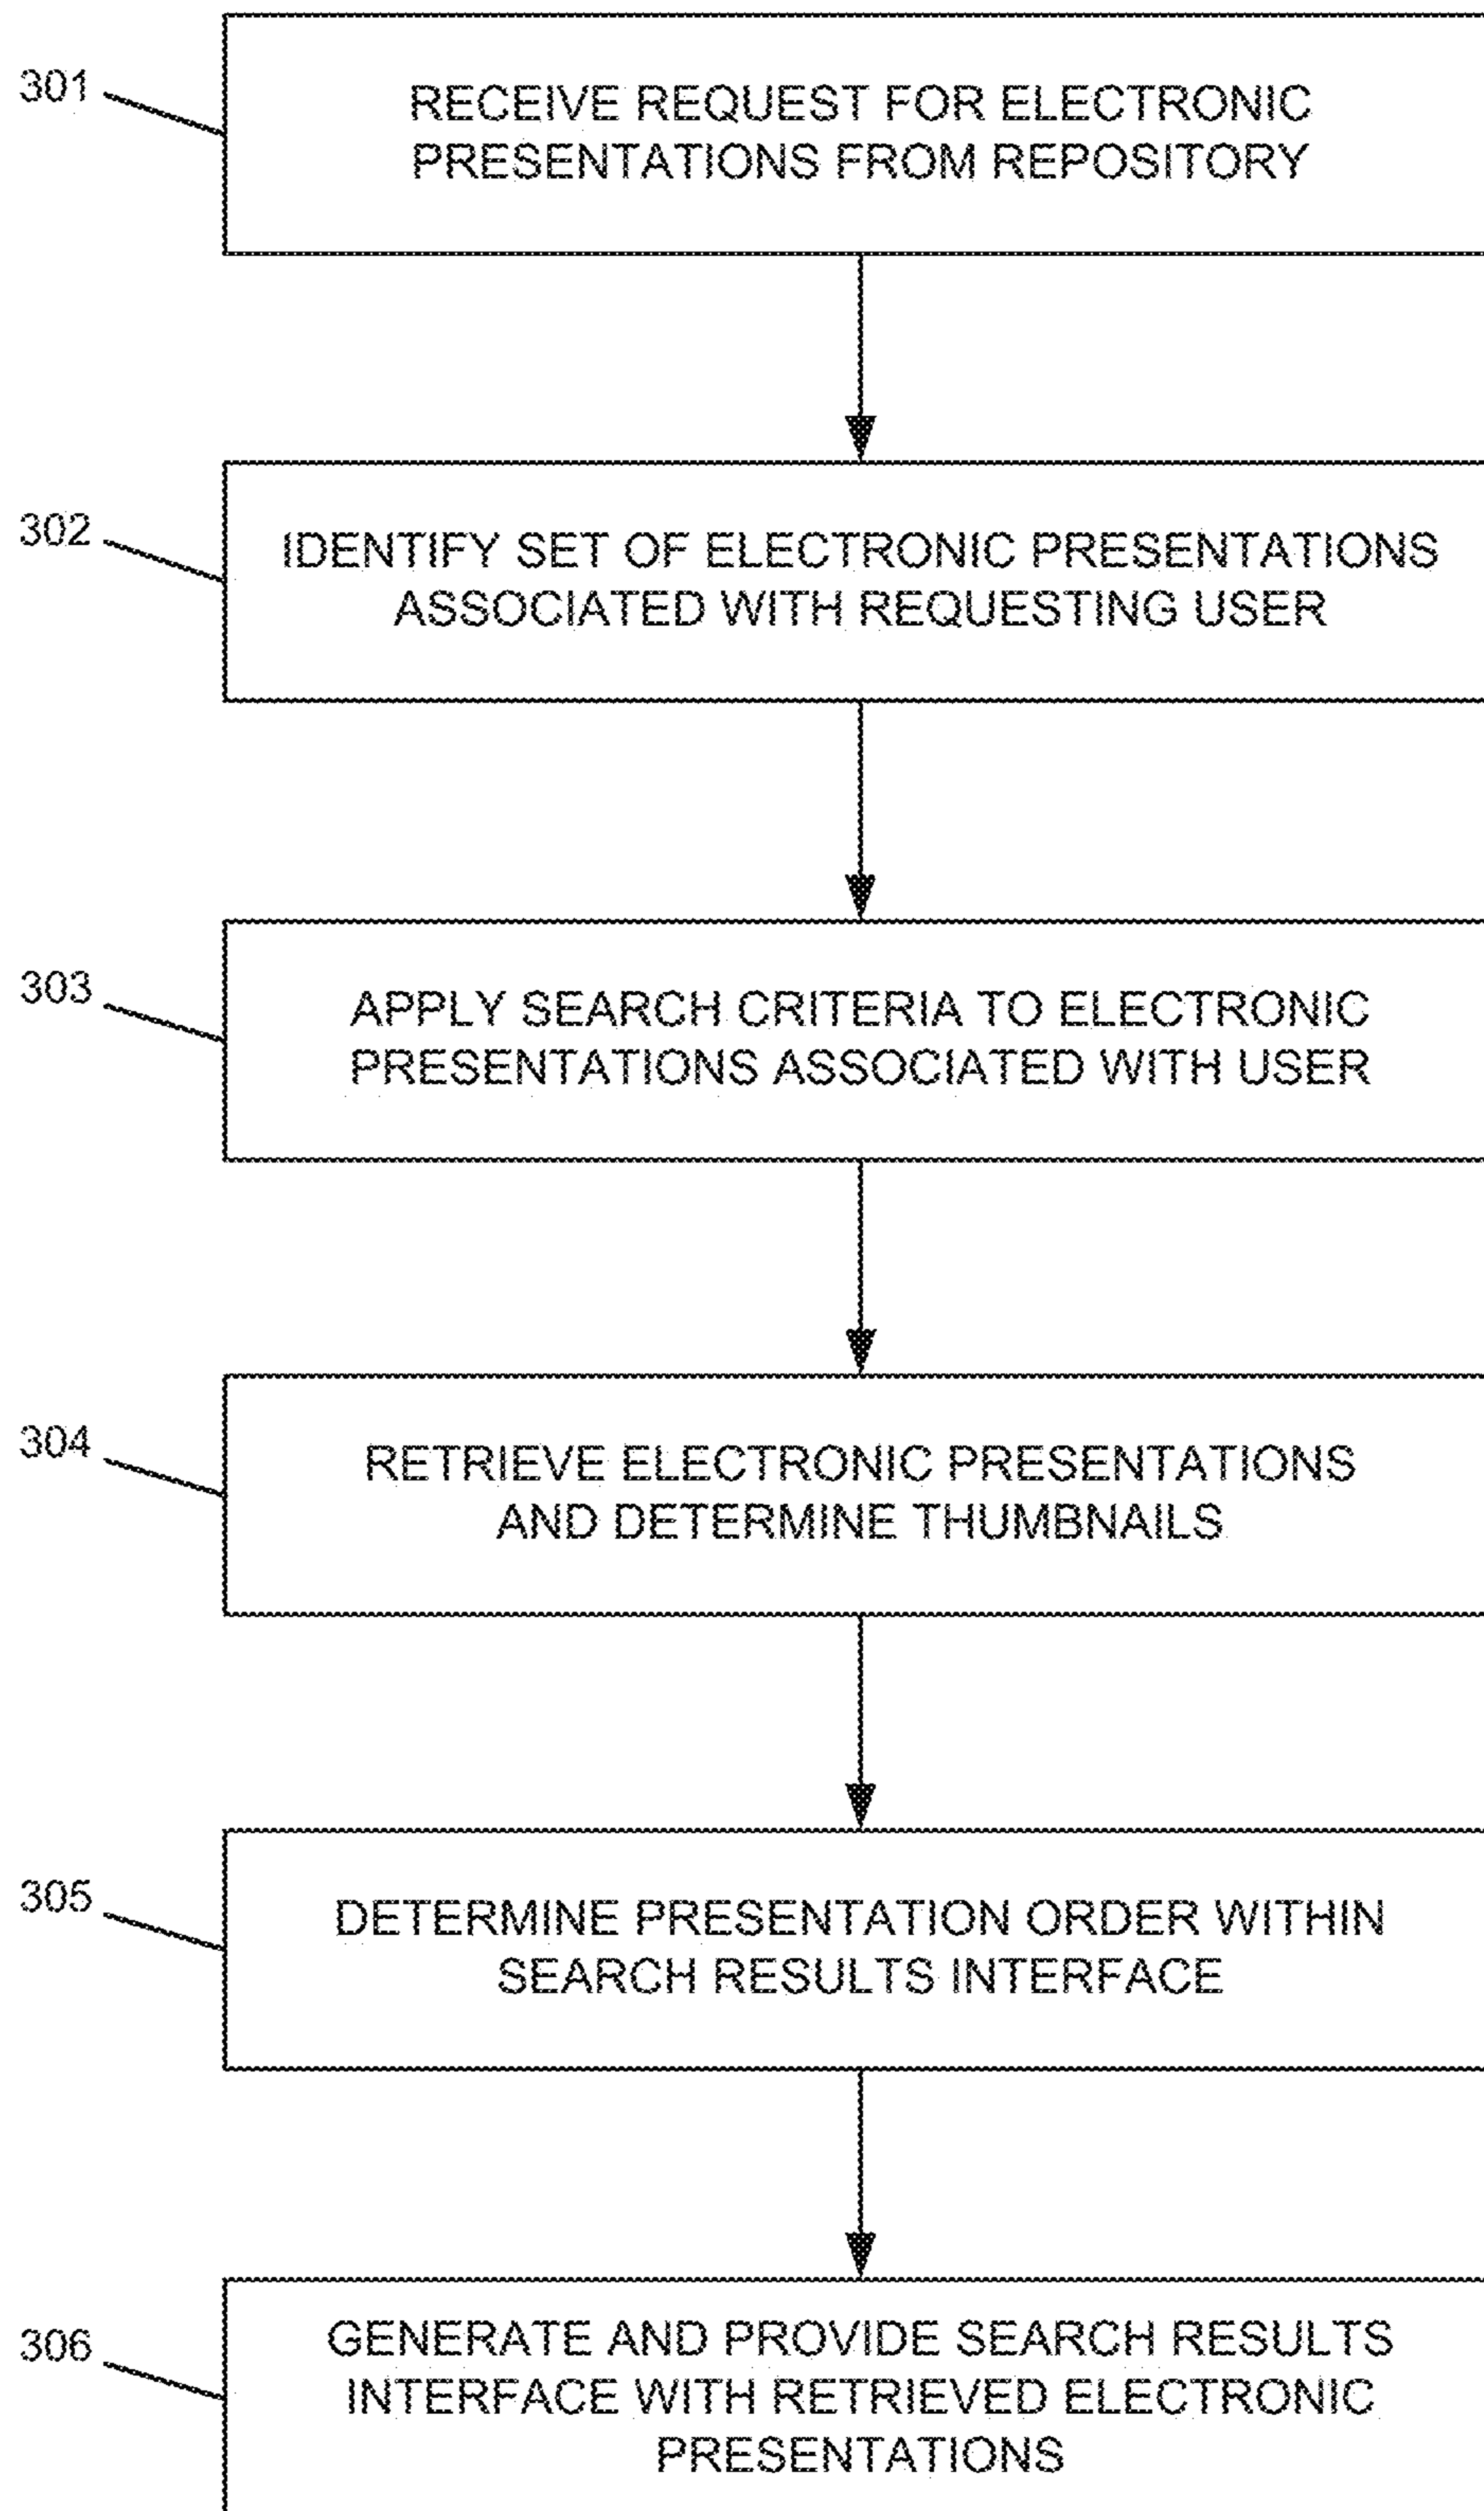 301
RECEIVE REQUEST FOR ELECTRONIC
PRESENTATIONS FROM REPOSITORY
302
IDENTIFY SET OF ELECTRONIC PRESENTATIONS
ASSOCIATED WITH REQUESTING USER
303
APPLY SEARCH CRITERIA TO ELECTRONIC
PRESENTATIONS ASSOCIATED WITH USER
304
RETRIEVE ELECTRONIC PRESENTATIONS
AND DETERMINE THUMBNAILS
305
DETERMINE PRESENTATION ORDER WITHIN
SEARCH RESULTS INTERFACE
306
GENERATE AND PROVIDE SEARCH RESULTS
INTERFACE WITH RETRIEVED ELECTRONIC
PRESENTATIONS